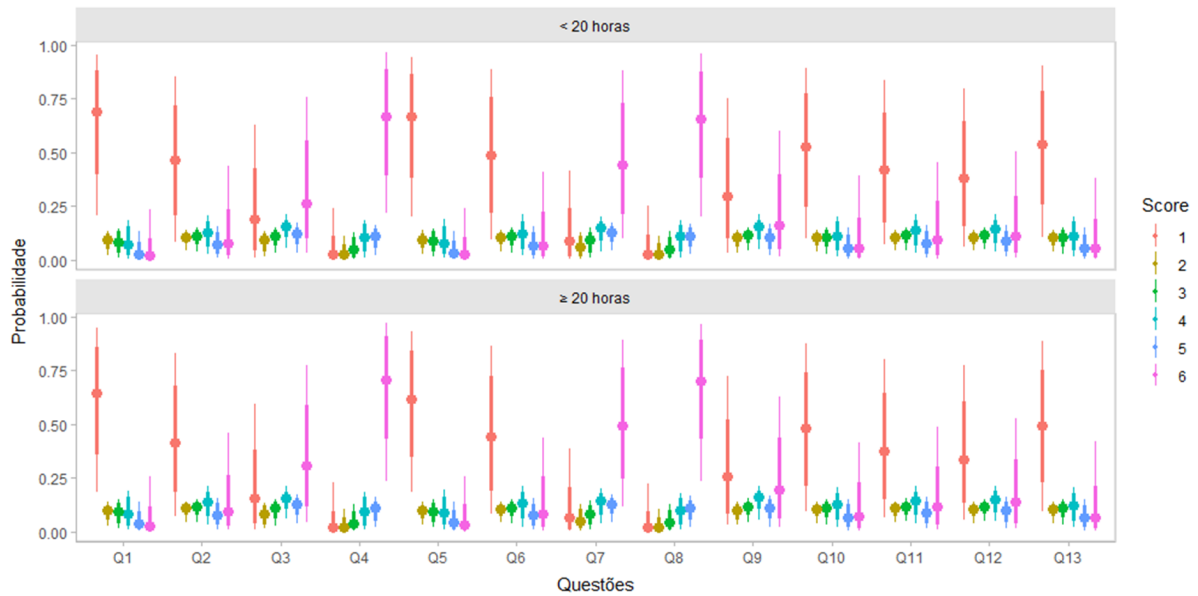 < 20 horas
1.00
0.75
0.50
0.25
0.00
≥ 20 horas
1.00
0.75
0.50
0.25
0.00
Probabilidade
Q1 Q2 Q3 Q4 Q5 Q6 Q7 Q8 Q9 Q10 Q11 Q12 Q13
Questões
Score
1
2
3
4
5
6